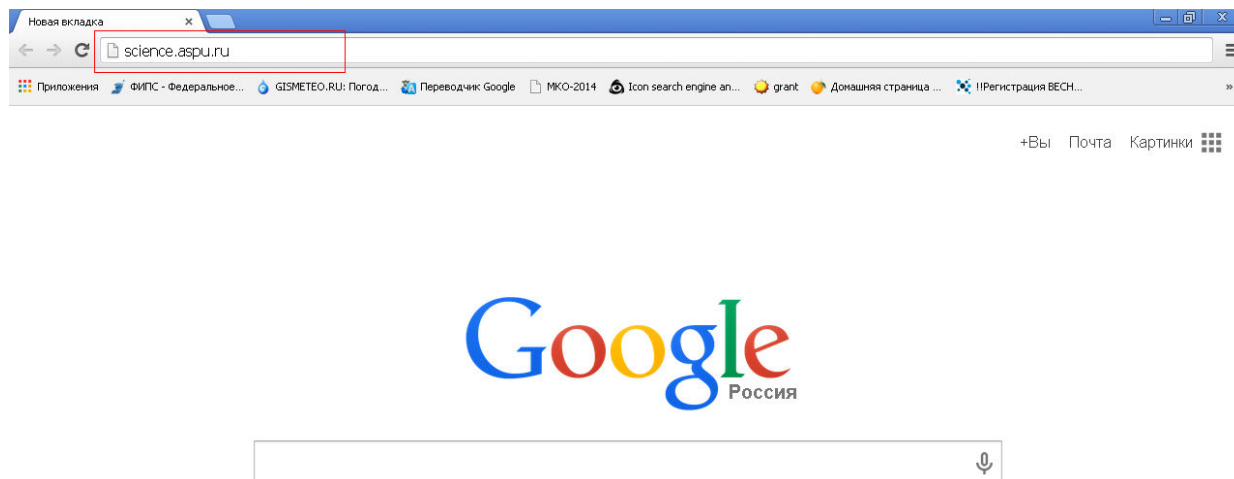 Новая вкладка
science.aspu.ru
Приложения ФИПС - Федеральное... GISMETEO.RU: Погод... Переводчик Google МКО-2014 Icon search engine an... grant Домашняя страница ... !!Регистрация ВЕСН... »
+Вы Почта Картинки
Google
Россия